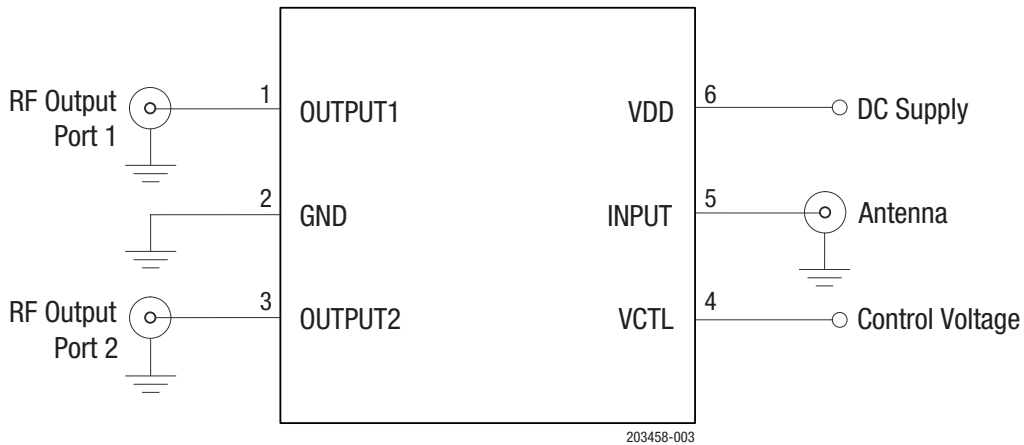 RF Output
Port 1
1
OUTPUT1
VDD
6
DC Supply
2
GND
INPUT
5
Antenna
RF Output
Port 2
3
OUTPUT2
VCTL
4
Control Voltage
203458-003